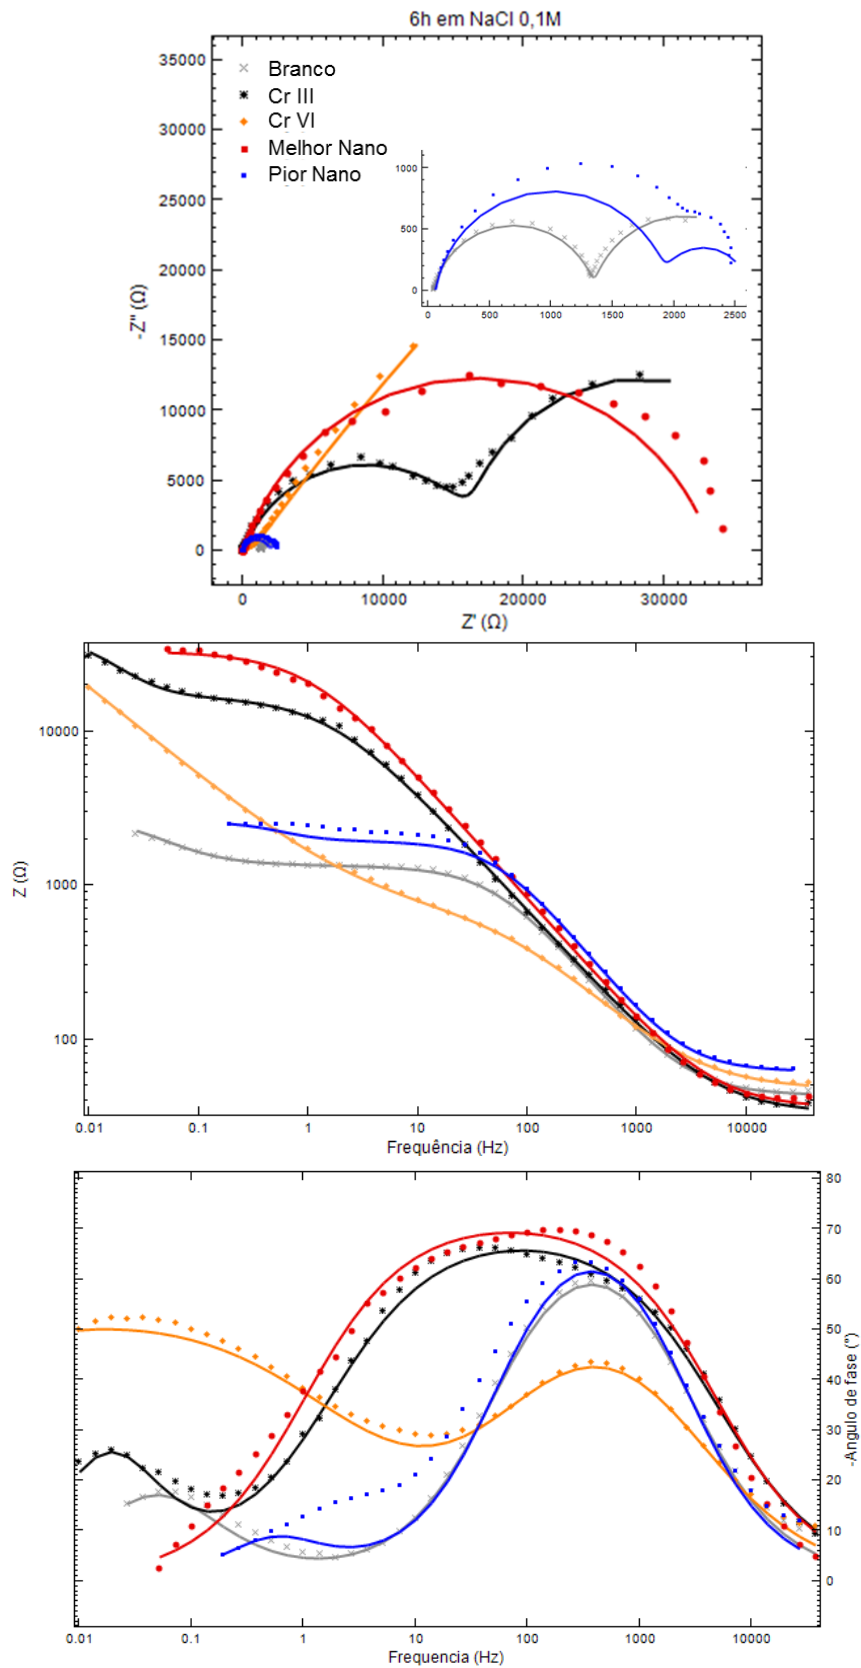 6h em NaCl 0,1M
35000
30000
25000
20000
15000
10000
5000
0
-Z" (Ω)
Branco
Cr III
Cr VI
Melhor Nano
Pior Nano
1000
500
0
0 500 1000 1500 2000 2500
0 10000 20000 30000
Z' (Ω)
10000
1000
100
Z (Ω)
0.01 0.1 1 10 100 1000 10000
Frequência (Hz)
80
70
60
50
40
30
20
10
0
-Angulo de fase (°)
0.01 0.1 1 10 100 1000 10000
Frequencia (Hz)